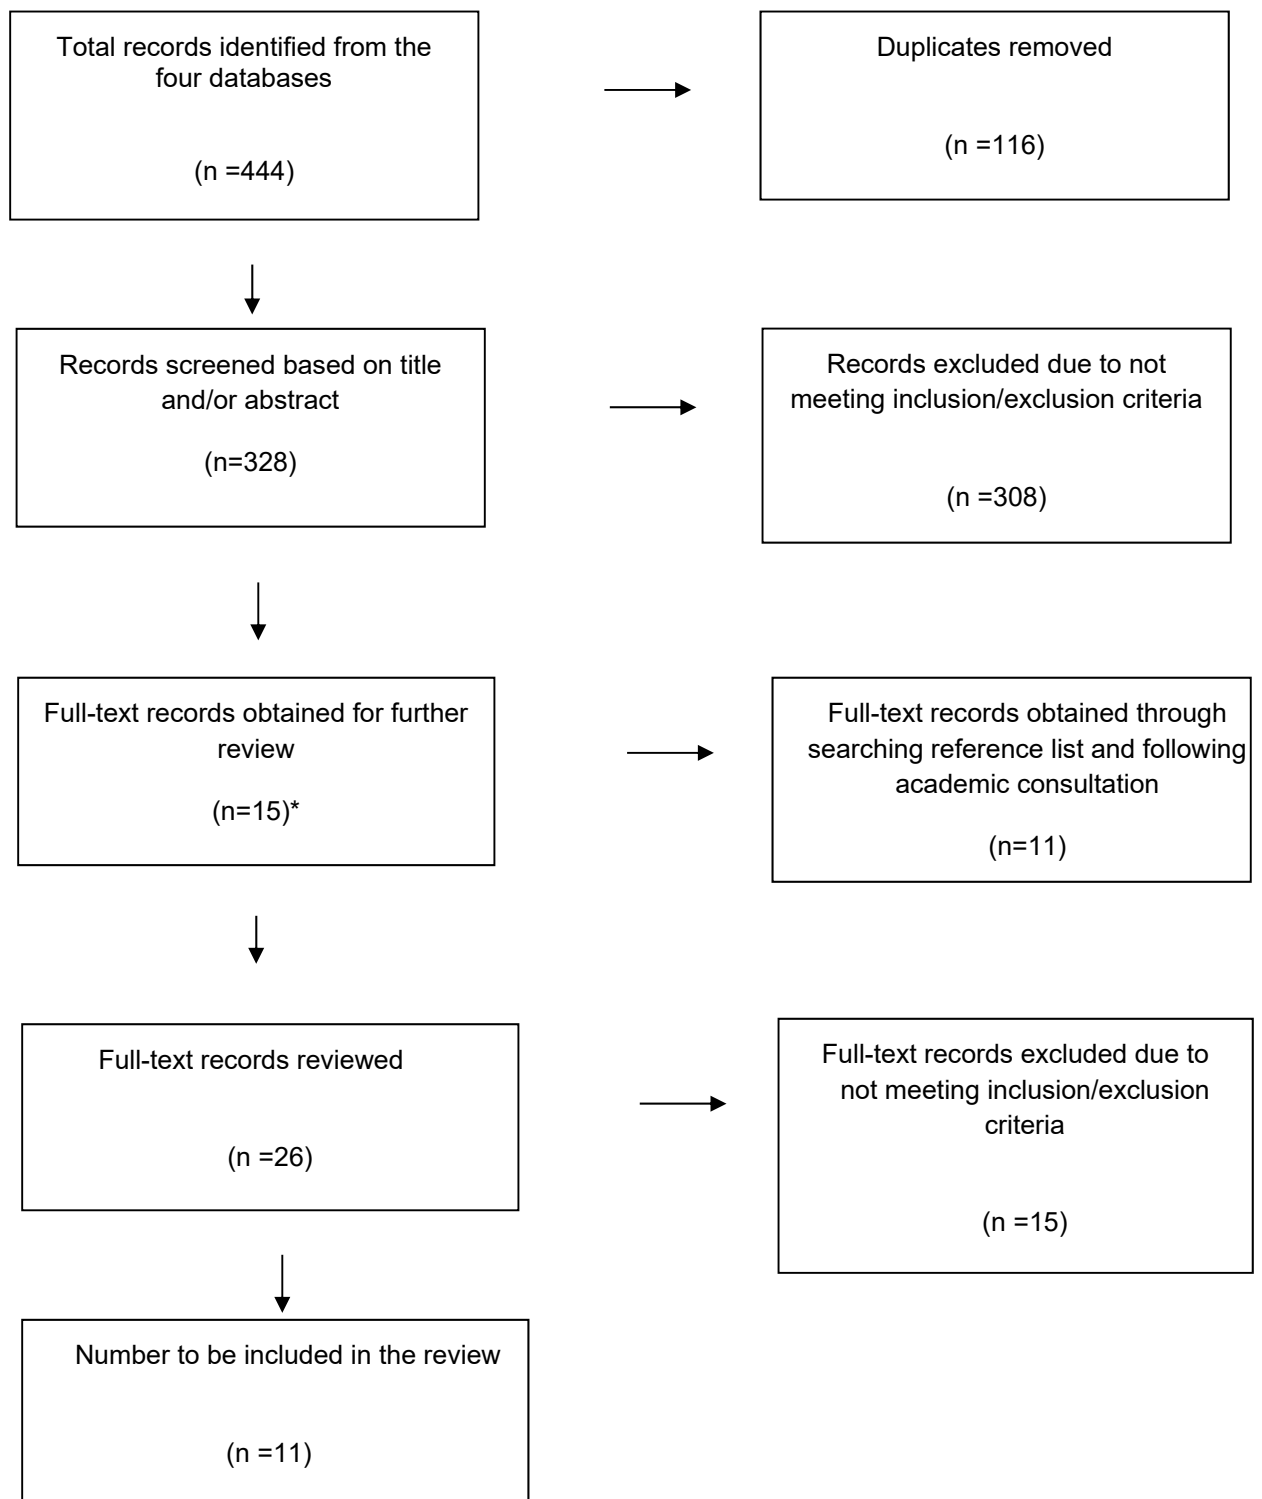 Total records identified from the
four databases
(n =444)
Duplicates removed
(n =116)
Records screened based on title
and/or abstract
(n=328)
Records excluded due to not
meeting inclusion/exclusion criteria
(n =308)
Full-text records obtained for further
review
(n=15)*
Full-text records obtained through
searching reference list and following
academic consultation
(n=11)
Full-text records reviewed
(n =26)
Full-text records excluded due to
not meeting inclusion/exclusion
criteria
(n =15)
Number to be included in the review
(n =11)